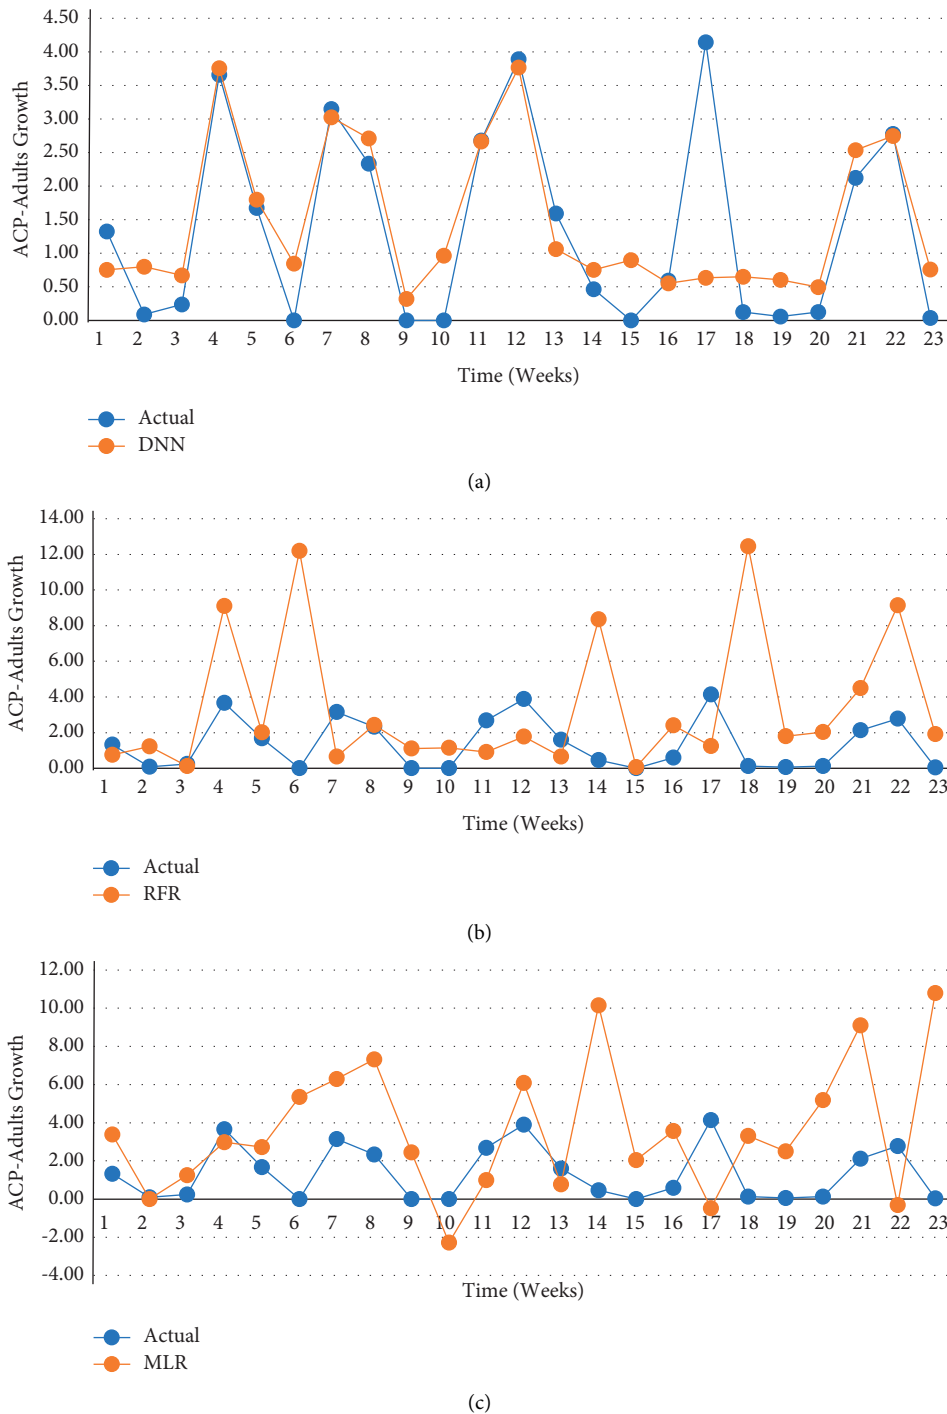 4.50
4.00
3.50
3.00
2.50
2.00
1.50
1.00
0.50
0.00
ACP-Adults Growth
1 2 3 4 5 6 7 8 9 10 11 12 13 14 15 16 17 18 19 20 21 22 23
Time (Weeks)
Actual
DNN
(a)
14.00
12.00
10.00
8.00
6.00
4.00
2.00
0.00
ACP-Adults Growth
1 2 3 4 5 6 7 8 9 10 11 12 13 14 15 16 17 18 19 20 21 22 23
Time (Weeks)
Actual
RFR
(b)
12.00
10.00
8.00
6.00
4.00
2.00
0.00
-2.00
-4.00
ACP-Adults Growth
1 2 3 4 5 6 7 8 9 10 11 12 13 14 15 16 17 18 19 20 21 22 23
Time (Weeks)
Actual
MLR
(c)